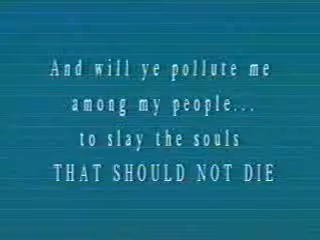 And will ye pollute me
among my people...
to slay the souls
THAT SHOULD NOT DIE